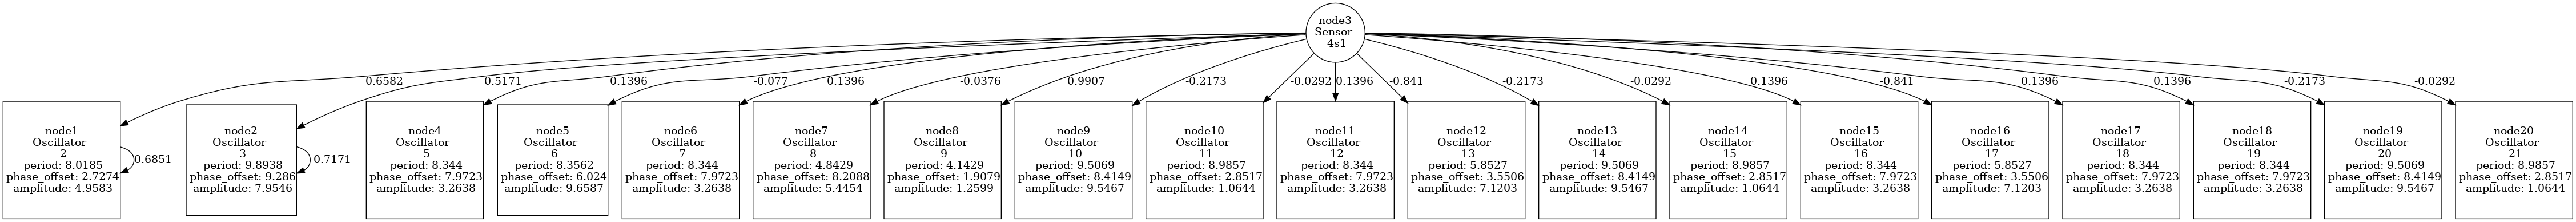 node3
Sensor
4s1
0.6582
0.5171
0.1396
-0.077
0.1396
-0.0376
0.9907
-0.2173
-0.0292
0.1396
-0.841
-0.2173
-0.0292
0.1396
-0.841
0.1396
0.1396
-0.2173
-0.0292
node1
Oscillator
2
period: 8.0185
phase_offset: 2.7274
amplitude: 4.9583
0.6851
node2
Oscillator
3
period: 9.8938
phase_offset: 9.286
amplitude: 7.9546
-0.7171
node4
Oscillator
5
period: 8.344
phase_offset: 7.9723
amplitude: 3.2638
node5
Oscillator
6
period: 8.3562
phase_offset: 6.024
amplitude: 9.6587
node6
Oscillator
7
period: 8.344
phase_offset: 7.9723
amplitude: 3.2638
node7
Oscillator
8
period: 4.8429
phase_offset: 8.2088
amplitude: 5.4454
node8
Oscillator
9
period: 4.1429
phase_offset: 1.9079
amplitude: 1.2599
node9
Oscillator
10
period: 9.5069
phase_offset: 8.4149
amplitude: 9.5467
node10
Oscillator
11
period: 8.9857
phase_offset: 2.8517
amplitude: 1.0644
node11
Oscillator
12
period: 8.344
phase_offset: 7.9723
amplitude: 3.2638
node12
Oscillator
13
period: 5.8527
phase_offset: 3.5506
amplitude: 7.1203
node13
Oscillator
14
period: 9.5069
phase_offset: 8.4149
amplitude: 9.5467
node14
Oscillator
15
period: 8.9857
phase_offset: 2.8517
amplitude: 1.0644
node15
Oscillator
16
period: 8.344
phase_offset: 7.9723
amplitude: 3.2638
node16
Oscillator
17
period: 5.8527
phase_offset: 3.5506
amplitude: 7.1203
node17
Oscillator
18
period: 8.344
phase_offset: 7.9723
amplitude: 3.2638
node18
Oscillator
19
period: 8.344
phase_offset: 7.9723
amplitude: 3.2638
node19
Oscillator
20
period: 9.5069
phase_offset: 8.4149
amplitude: 9.5467
node20
Oscillator
21
period: 8.9857
phase_offset: 2.8517
amplitude: 1.0644